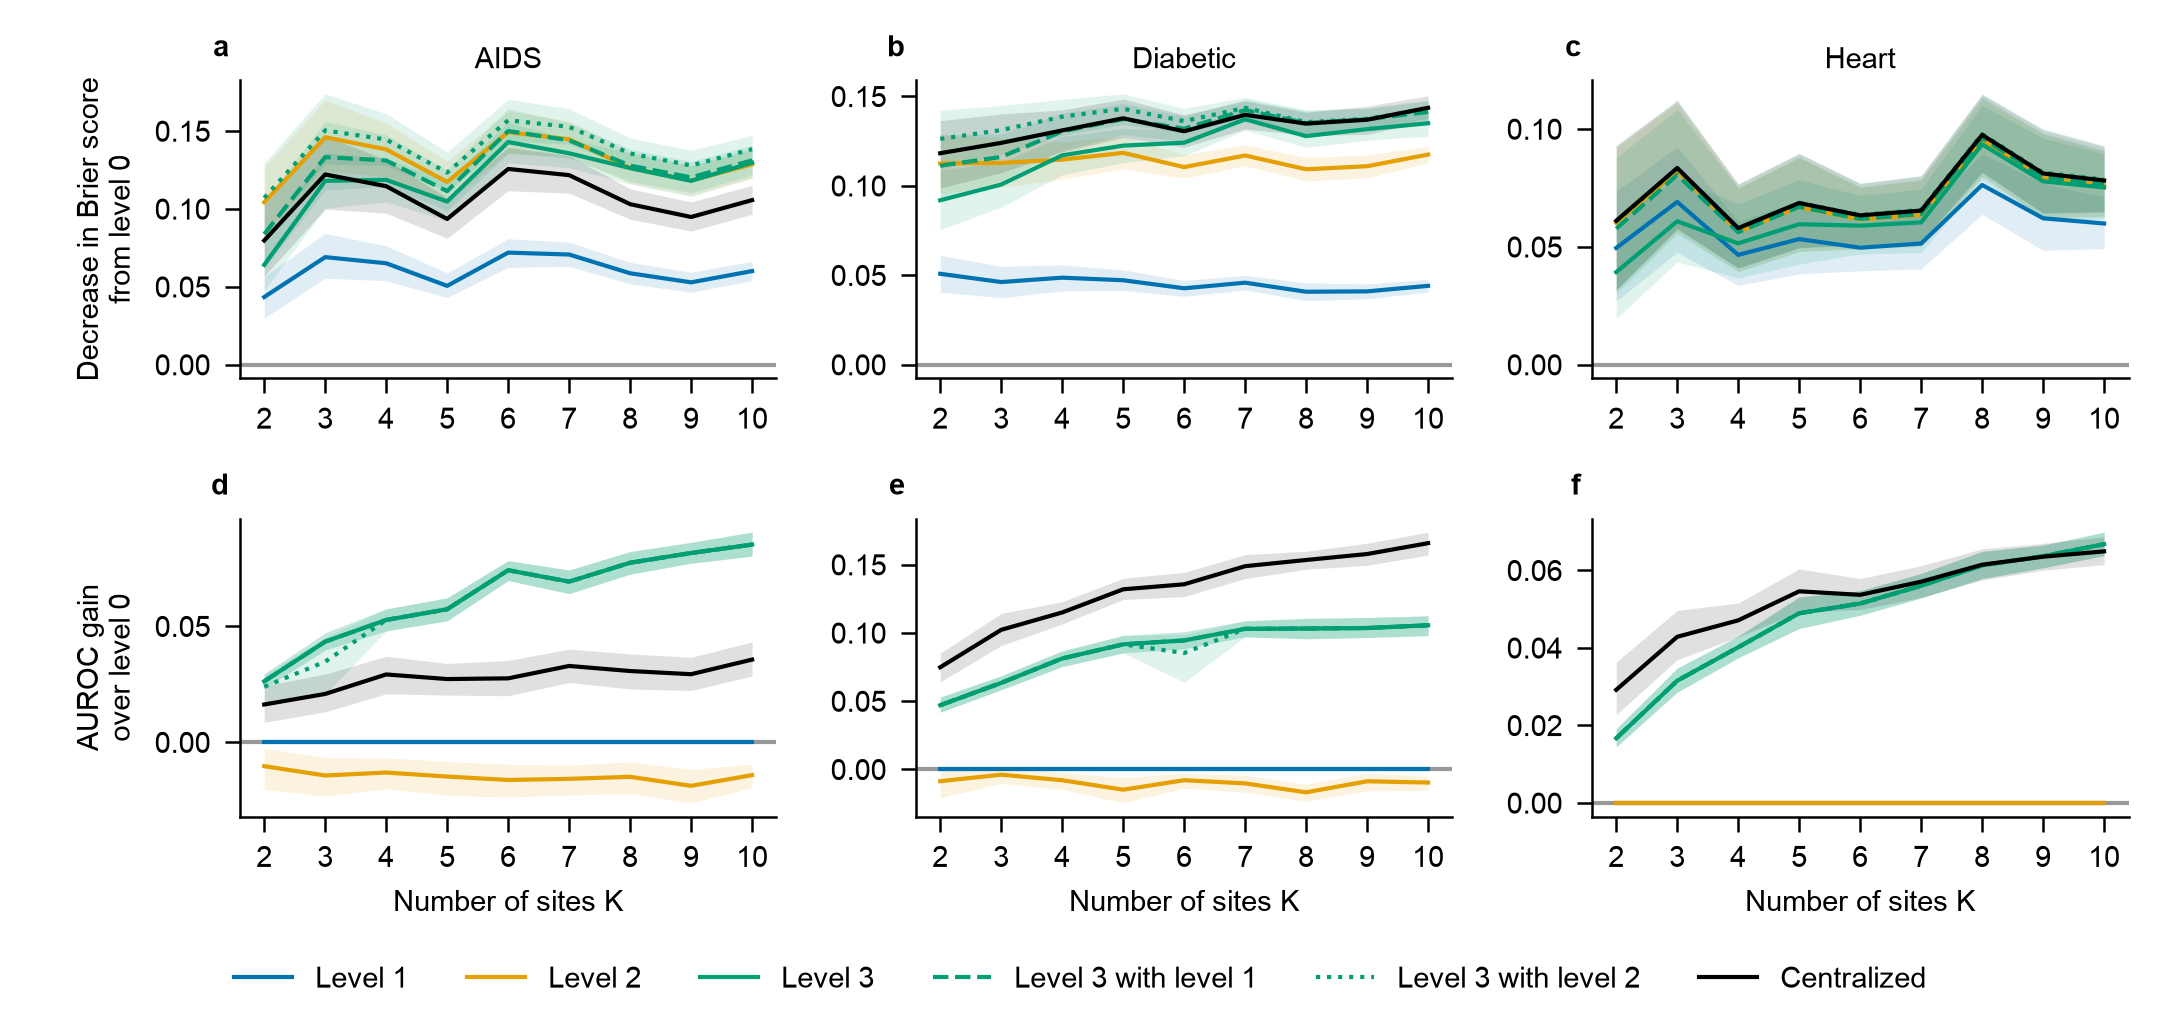 a
AIDS
b
Diabetic
c
Heart
Decrease in Brier score
from level 0
0.15
0.10
0.05
0.00
2 3 4 5 6 7 8 9 10
0.15
0.10
0.05
0.00
2 3 4 5 6 7 8 9 10
0.10
0.05
0.00
2 3 4 5 6 7 8 9 10
d
e
f
AUROC gain
over level 0
0.05
0.00
2 3 4 5 6 7 8 9 10
Number of sites K
0.15
0.10
0.05
0.00
2 3 4 5 6 7 8 9 10
Number of sites K
0.06
0.04
0.02
0.00
2 3 4 5 6 7 8 9 10
Number of sites K
Level 1 Level 2 Level 3 Level 3 with level 1 Level 3 with level 2 Centralized